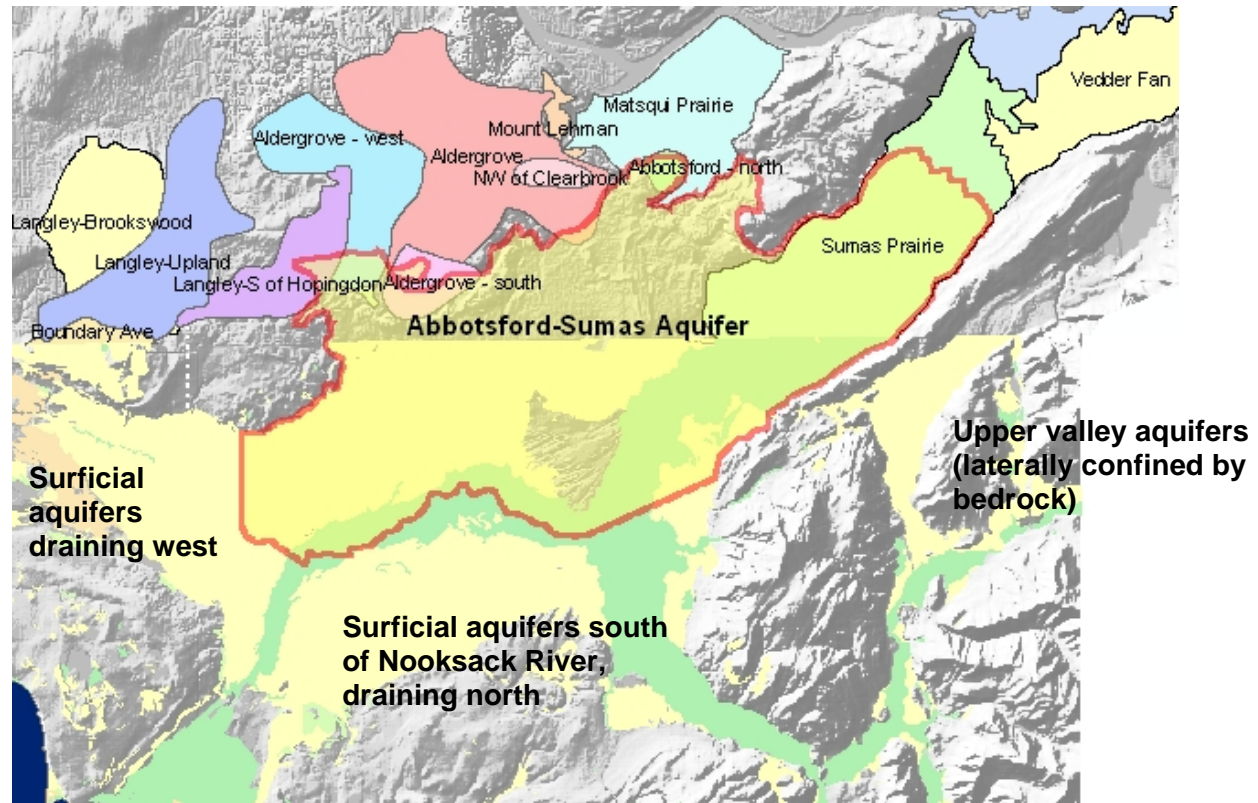 Vedder Fan
Matsqui Prairie
Mount Lehman
Aldergrove - west
Aldergrove
Abbotsford - north
NW of Clearbrook
Langley-Brookswood
Sumas Prairie
Langley-Upland
Langley-S of Hopingdon
Aldergrove - south
Boundary Ave
Abbotsford-Sumas Aquifer
Upper valley aquifers
(laterally confined by
bedrock)
Surficial
aquifers
draining west
Surficial aquifers south
of Nooksack River,
draining north